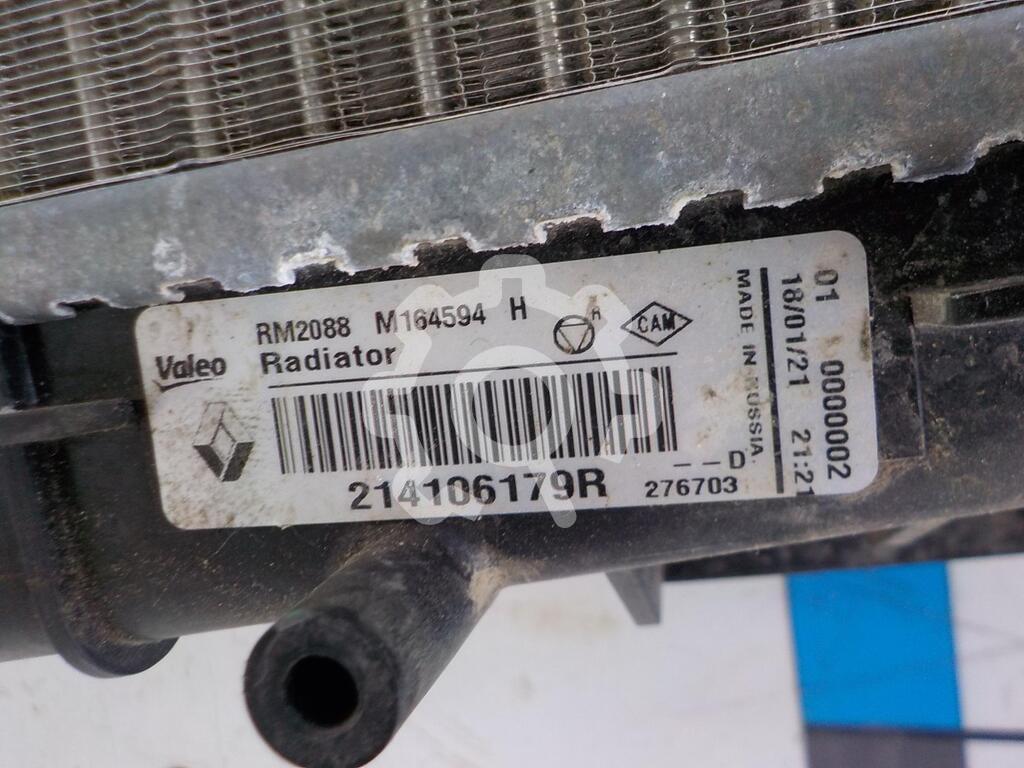 RM2088 M164594 H
Valeo Radiator
R
CAM
214106179R
276703
--D
MADE IN RUSSIA.
18/01/21 21:21
01 0000002